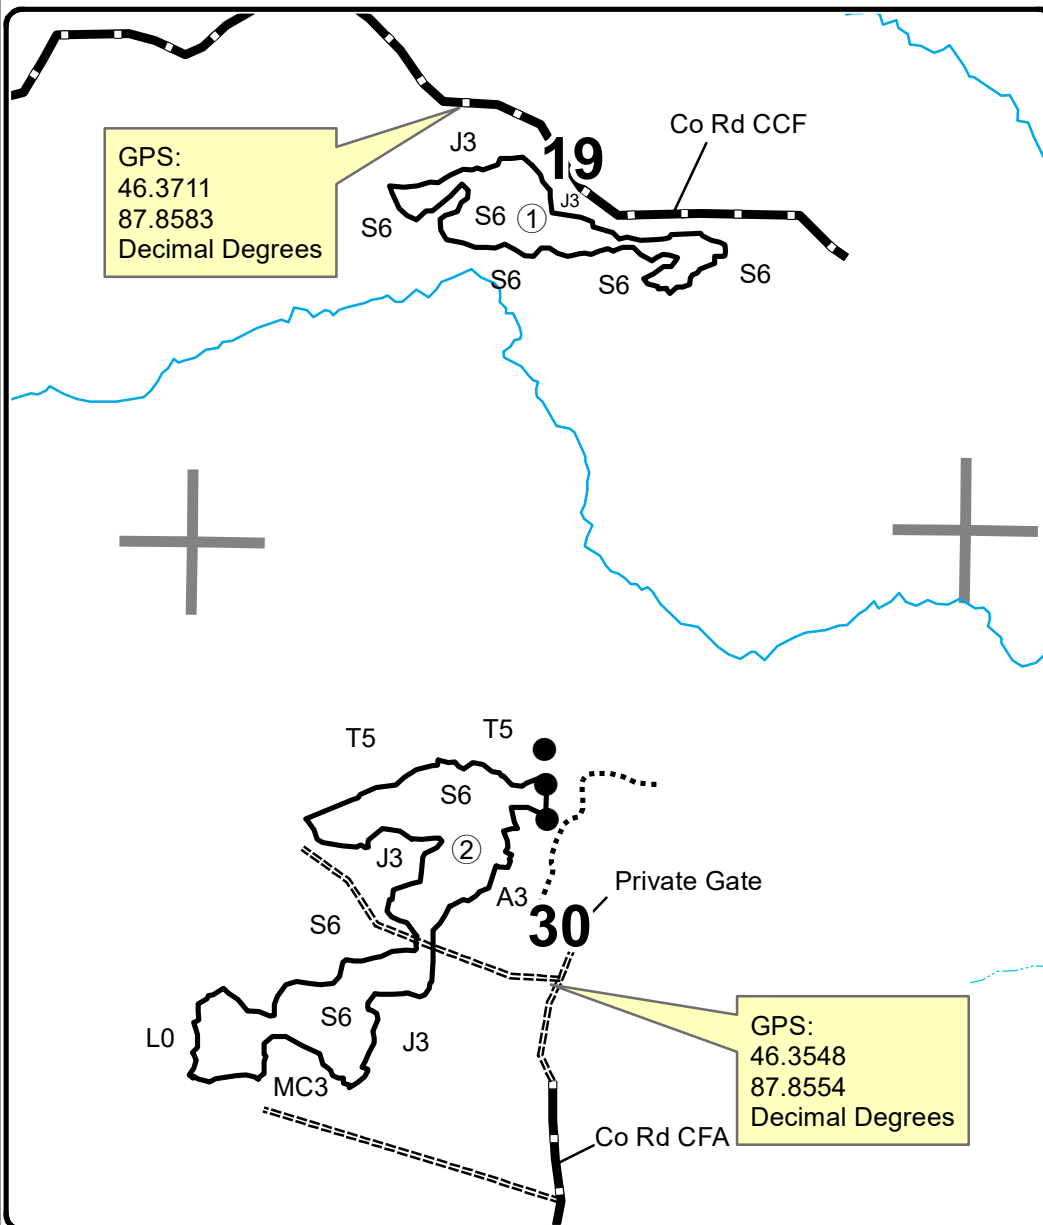 Co Rd CCF
J3
19
GPS:
46.3711
87.8583
Decimal Degrees
J3
S6
S6
1
S6
S6
S6
T5
T5
S6
J3
2
Private Gate
A3
S6
30
S6
L0
J3
GPS:
46.3548
87.8554
Decimal Degrees
MC3
Co Rd CFA